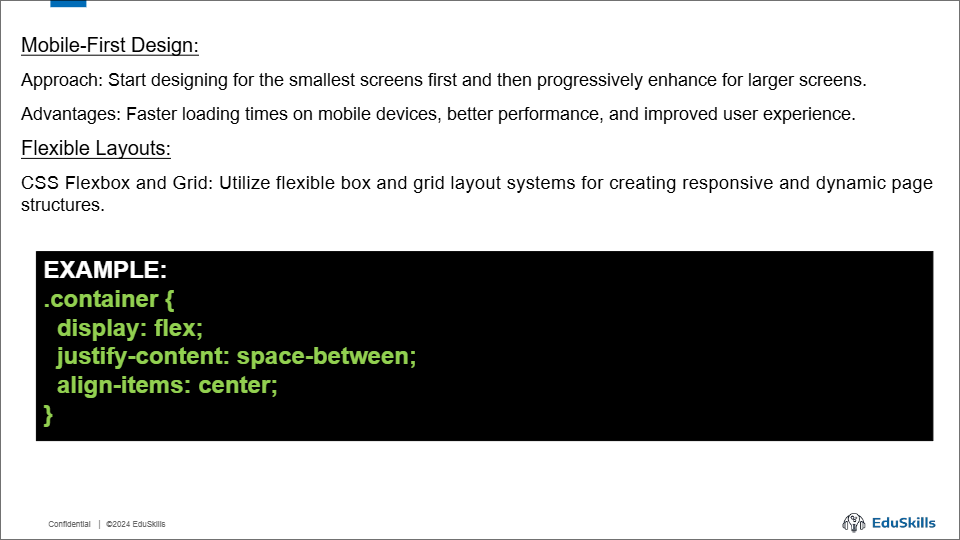 Mobile-First Design:
Approach: Start designing for the smallest screens first and then progressively enhance for larger screens.
Advantages: Faster loading times on mobile devices, better performance, and improved user experience.
Flexible Layouts:
CSS Flexbox and Grid: Utilize flexible box and grid layout systems for creating responsive and dynamic page
structures.
EXAMPLE:
.container {
  display: flex;
  justify-content: space-between;
  align-items: center;
}
Confidential | ©2024 EduSkills
EduSkills